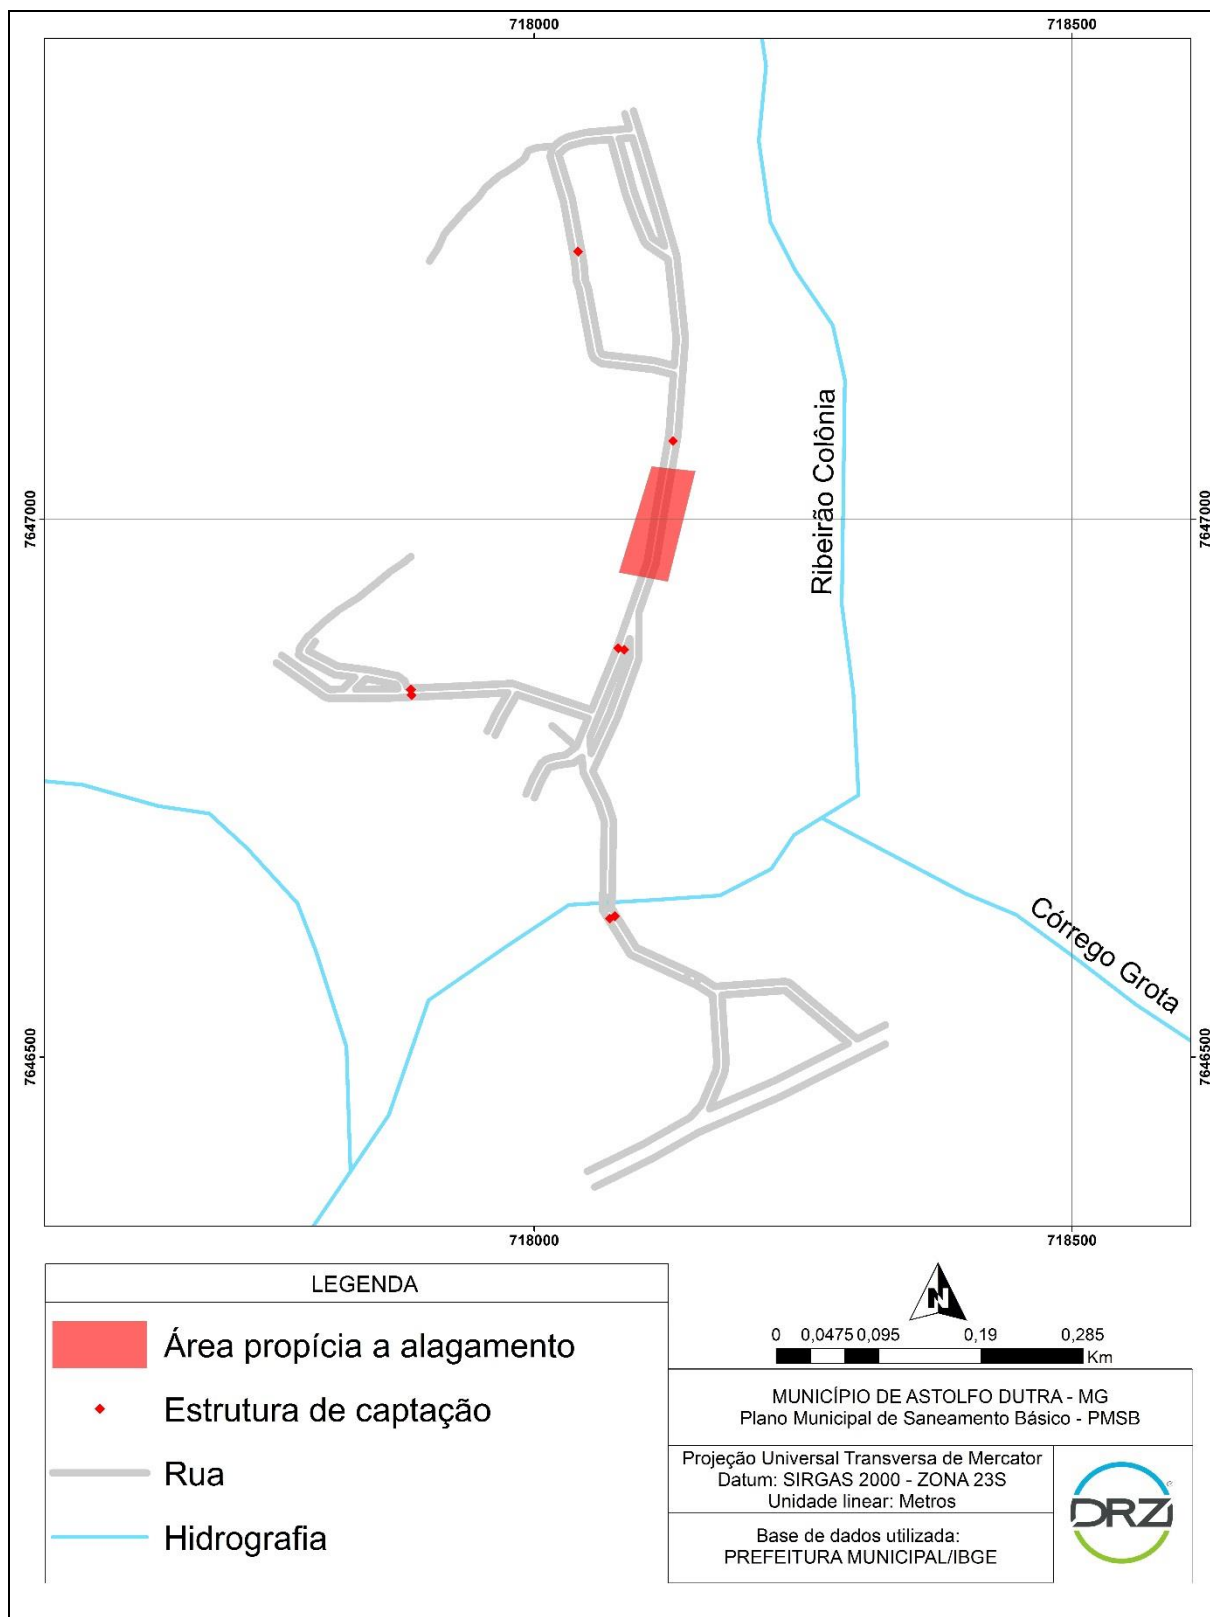 718000 718500
7647000
7647000
Ribeirão Colônia
Córrego Grota
7646500
7646500
718000 718500
LEGENDA
Área propícia a alagamento
Estrutura de captação
Rua
Hidrografia
N
0 0,0475 0,095 0,19 0,285
Km
MUNICÍPIO DE ASTOLFO DUTRA - MG
Plano Municipal de Saneamento Básico - PMSB
Projeção Universal Transversa de Mercator
Datum: SIRGAS 2000 - ZONA 23S
Unidade linear: Metros
Base de dados utilizada:
PREFEITURA MUNICIPAL/IBGE
DRZ